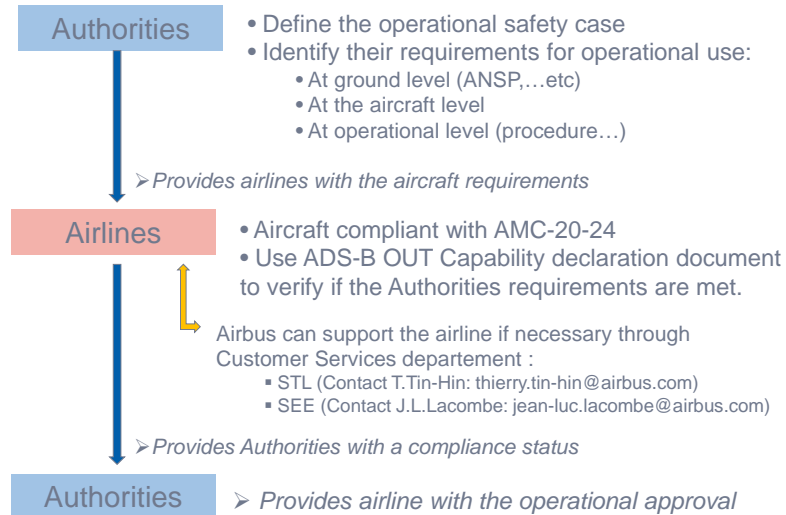 Authorities
• Define the operational safety case
• Identify their requirements for operational use:
• At ground level (ANSP,…etc)
• At the aircraft level
• At operational level (procedure…)
➢Provides airlines with the aircraft requirements
Airlines
• Aircraft compliant with AMC-20-24
• Use ADS-B OUT Capability declaration document
to verify if the Authorities requirements are met.
Airbus can support the airline if necessary through
Customer Services departement :
▪ STL (Contact T.Tin-Hin: thierry.tin-hin@airbus.com)
▪ SEE (Contact J.L.Lacombe: jean-luc.lacombe@airbus.com)
➢Provides Authorities with a compliance status
Authorities
➢ Provides airline with the operational approval